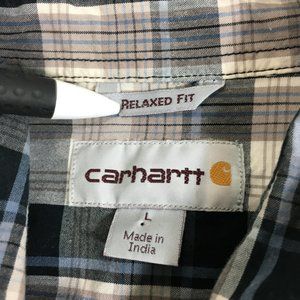 RELAXED FIT
carhartt
L
Made in
India